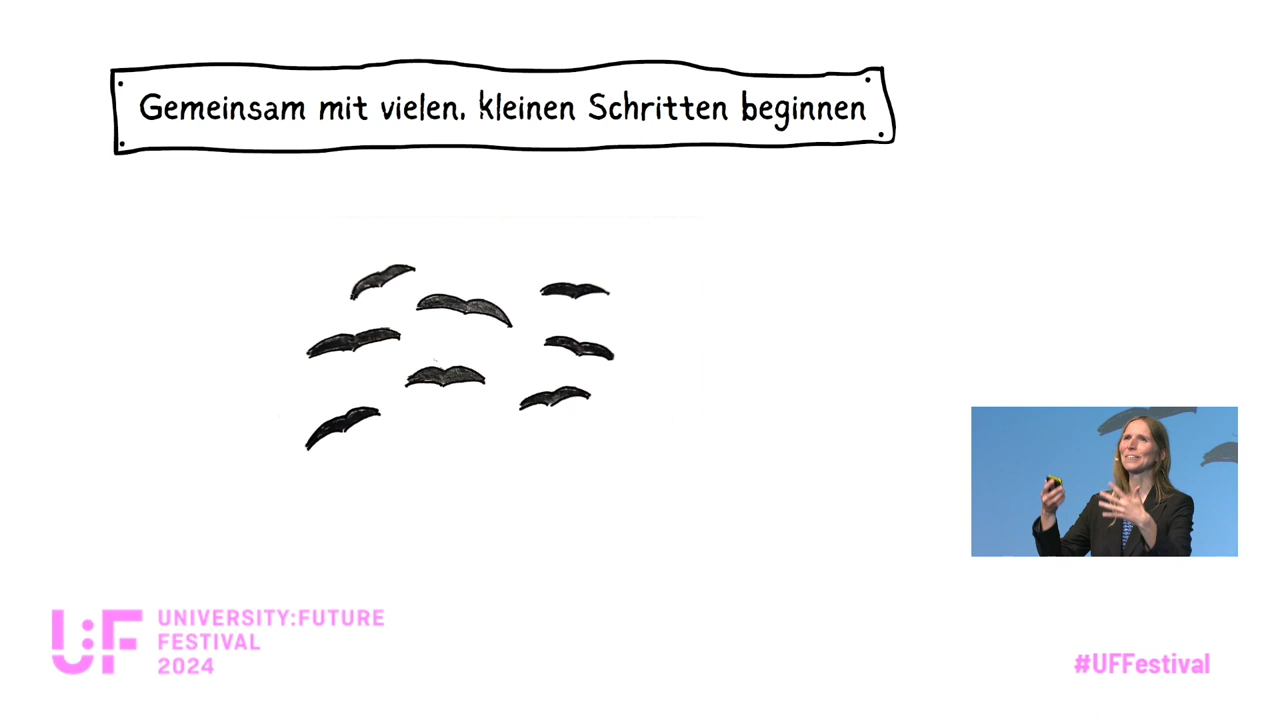 Gemeinsam mit vielen, kleinen Schritten beginnen
UNIVERSITY:FUTURE
FESTIVAL
2024
#UFFestival
U:F